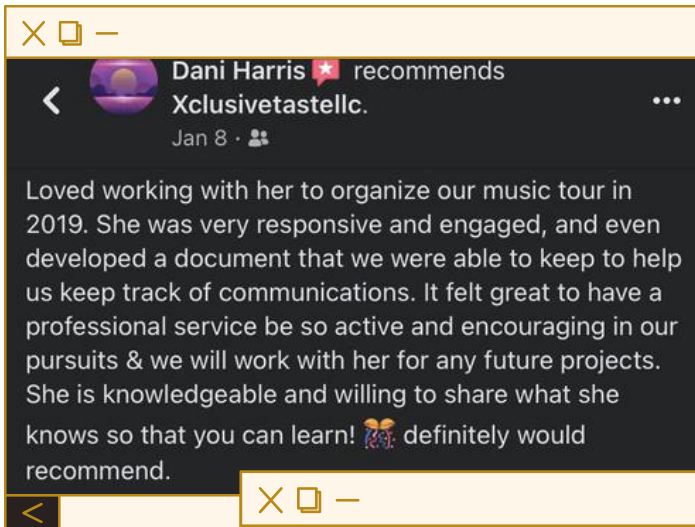 Dani Harris recommends
Xclusivetastellc.
Jan 8 ·
Loved working with her to organize our music tour in
2019. She was very responsive and engaged, and even
developed a document that we were able to keep to help
us keep track of communications. It felt great to have a
professional service be so active and encouraging in our
pursuits & we will work with her for any future projects.
She is knowledgeable and willing to share what she
knows so that you can learn! 🎊 definitely would
recommend.